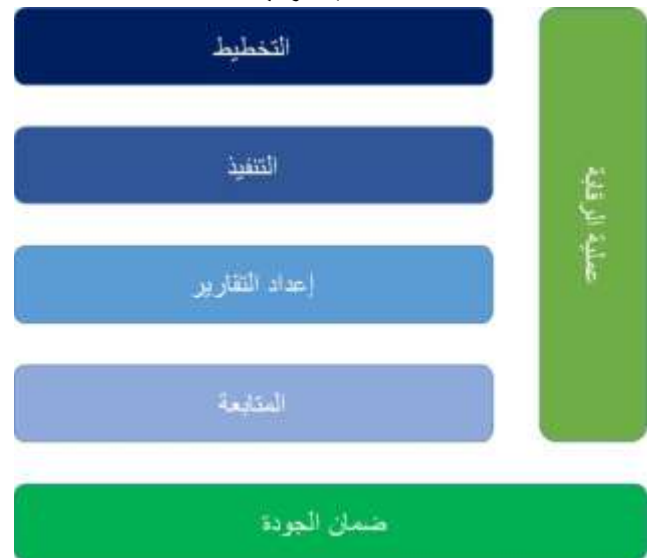 التخطيط
التنفيذ
إعداد التقارير
المتابعة
عملية الرقابة
ضمان الجودة